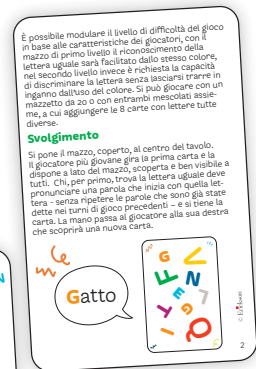 È possibile modulare il livello di difficoltà del gioco
in base alle caratteristiche dei giocatori, con il
mazzo di primo livello il riconoscimento della
lettera uguale sarà facilitato dallo stesso colore,
nel secondo livello invece è richiesta la capacità
di discriminare la lettera senza lasciarsi trarre in
inganno dall'uso del colore. Si può giocare con un
mazzetto da 20 o con entrambi mescolati assie-
me, a cui aggiungere le 8 carte con lettere tutte
diverse.
Svolgimento
Si pone il mazzo, coperto, al centro del tavolo.
Il giocatore più giovane gira la prima carta e la
dispone a lato del mazzo, scoperta e ben visibile a
tutti. Chi, per primo, trova la lettera uguale deve
pronunciare una parola che inizia con quella let-
tera - senza ripetere le parole che sono già state
dette nei turni di gioco precedenti – e si tiene la
carta. La mano passa al giocatore alla sua destra
che scoprirà una nuova carta.
Gatto
G V
F N
E L
T G
I Q
© Erickson
2